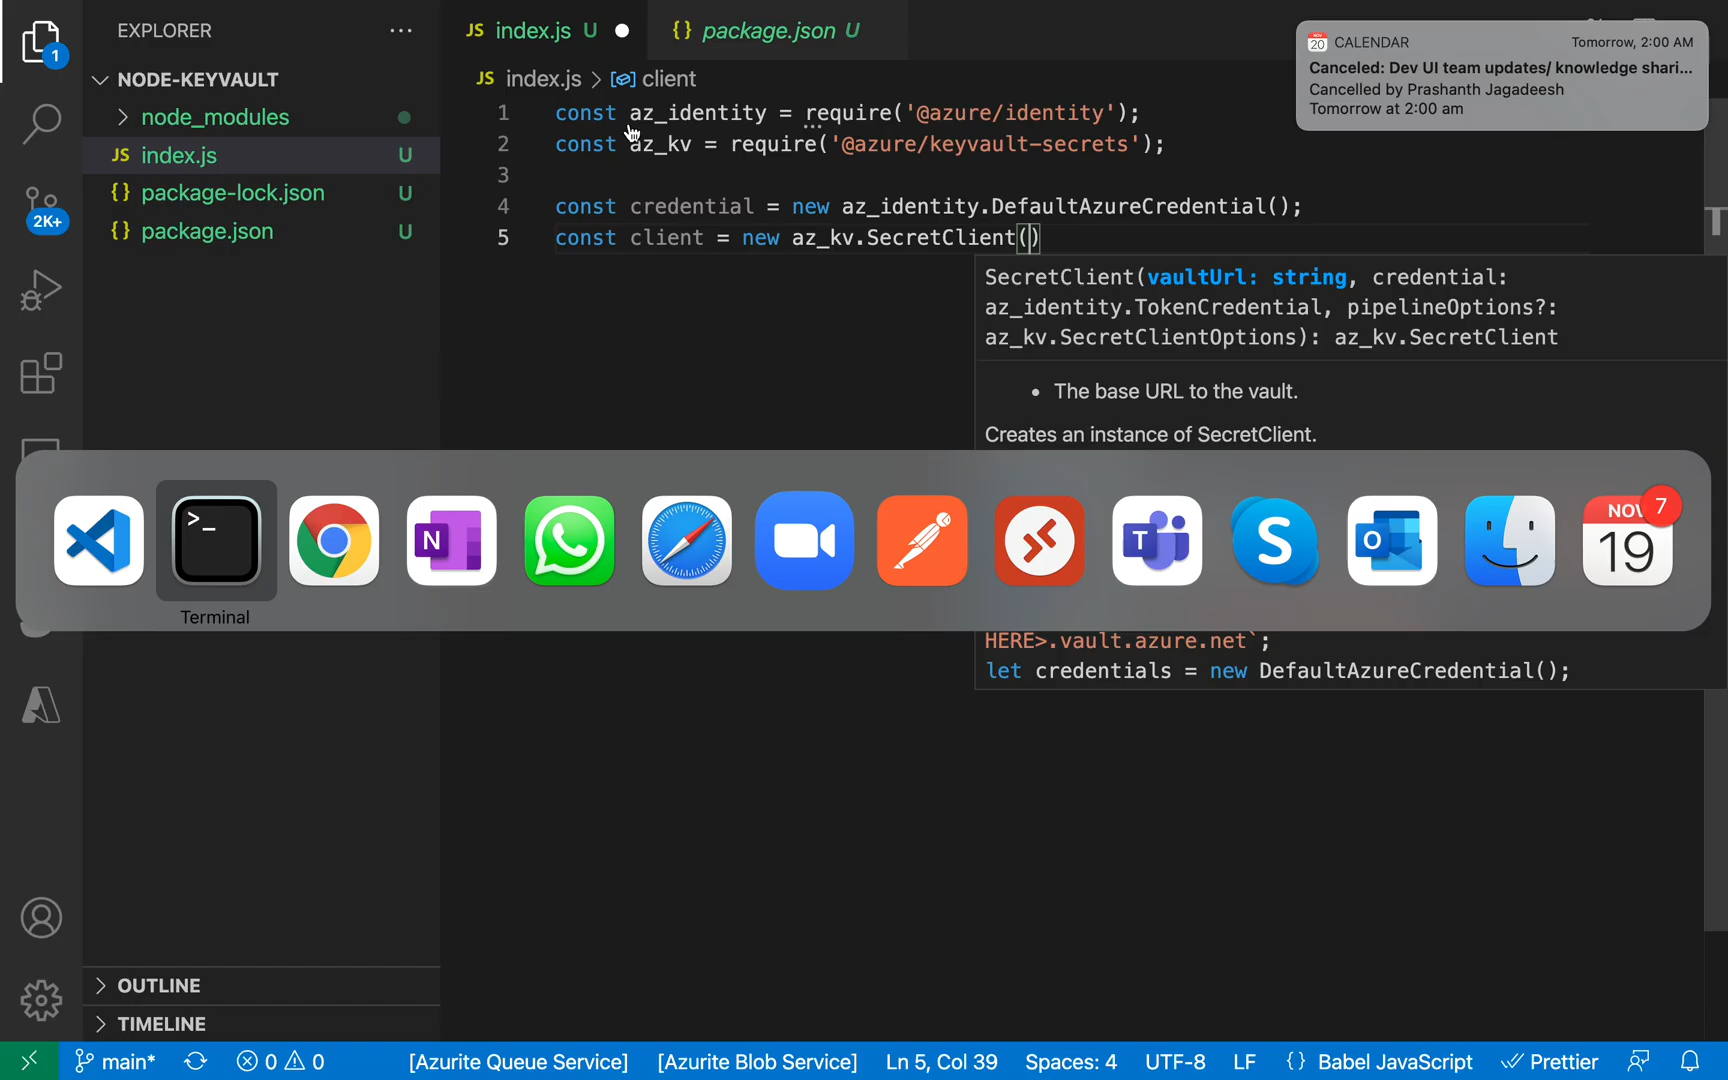 EXPLORER
NODE-KEYVAULT
node_modules
JS index.js U
{} package-lock.json U
{} package.json U
1
2K+
JS index.js U
{} package.json U
JS index.js > client
1 const az_identity = require('@azure/identity');
2 const az_kv = require('@azure/keyvault-secrets');
3
4 const credential = new az_identity.DefaultAzureCredential();
5 const client = new az_kv.SecretClient()
SecretClient(vaultUrl: string, credential:
az_identity.TokenCredential, pipelineOptions?:
az_kv.SecretClientOptions): az_kv.SecretClient
• The base URL to the vault.
Creates an instance of SecretClient.
HERE>.vault.azure.net`;
let credentials = new DefaultAzureCredential();
NOV 20 CALENDAR Tomorrow, 2:00 AM
Canceled: Dev UI team updates/ knowledge shari...
Cancelled by Prashanth Jagadeesh
Tomorrow at 2:00 am
>_
N
T
S
O
NOV 7
19
Terminal
OUTLINE
TIMELINE
main* 0 0 [Azurite Queue Service] [Azurite Blob Service] Ln 5, Col 39 Spaces: 4 UTF-8 LF {} Babel JavaScript Prettier